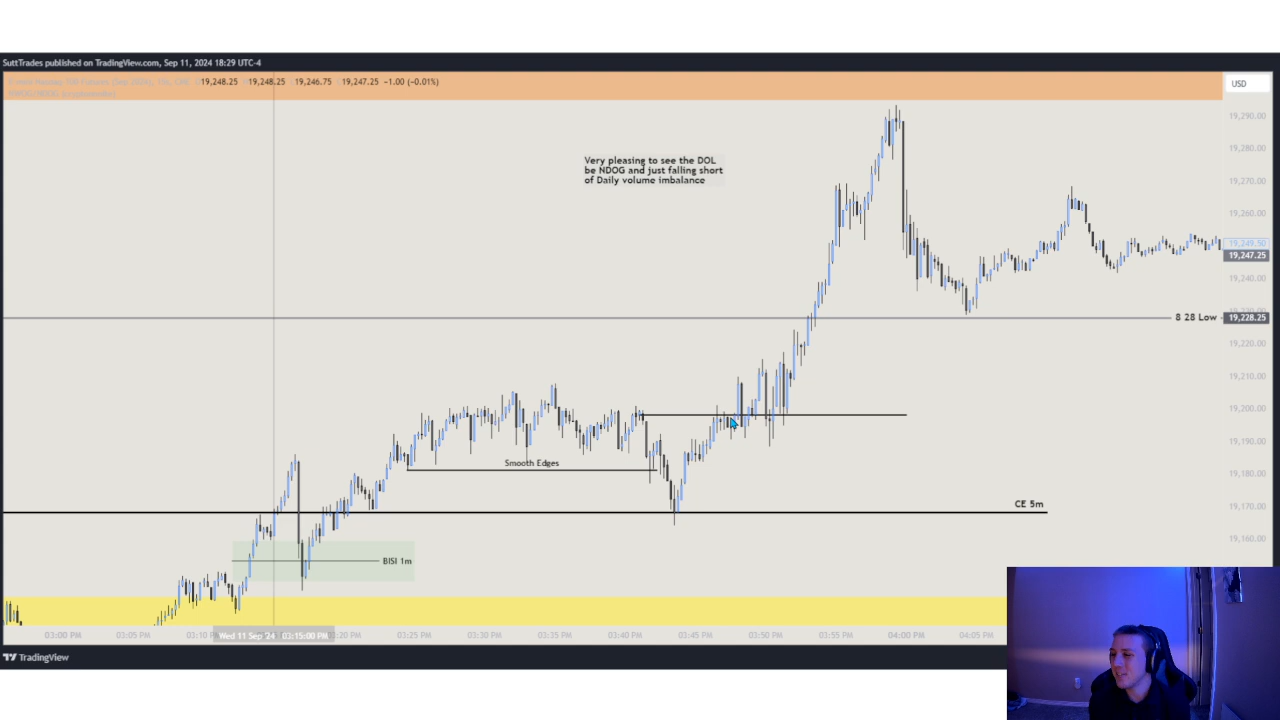 SuttTrades published on TradingView.com, Sep 11, 2024 18:29 UTC-4
19,248.25 19,248.25 19,246.75 19,247.25 −1.00 (−0.01%)
USD
19,290.00
Very pleasing to see the DOL
be NDOG and just falling short
of Daily volume imbalance
19,280.00
19,270.00
19,260.00
19,249.50
19,247.25
19,240.00
8 28 Low
19,228.25
19,220.00
19,210.00
19,200.00
19,190.00
Smooth Edges
19,180.00
19,170.00
CE 5m
19,160.00
BISI 1m
03:00 PM 03:05 PM 03:10 Wed 11 Sep '24 03:15:00 PM :20 PM 03:25 PM 03:30 PM 03:35 PM 03:40 PM 03:45 PM 03:50 PM 03:55 PM 04:00 PM 04:05 PM
TradingView